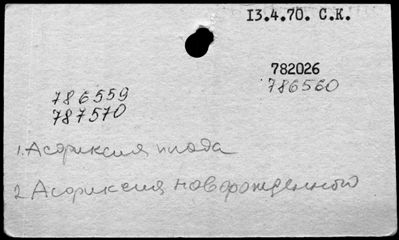 13.4.70. С.К.
782026
786560
786559
787570
1. Асфиксия плода
2. Асфиксия новорожденного